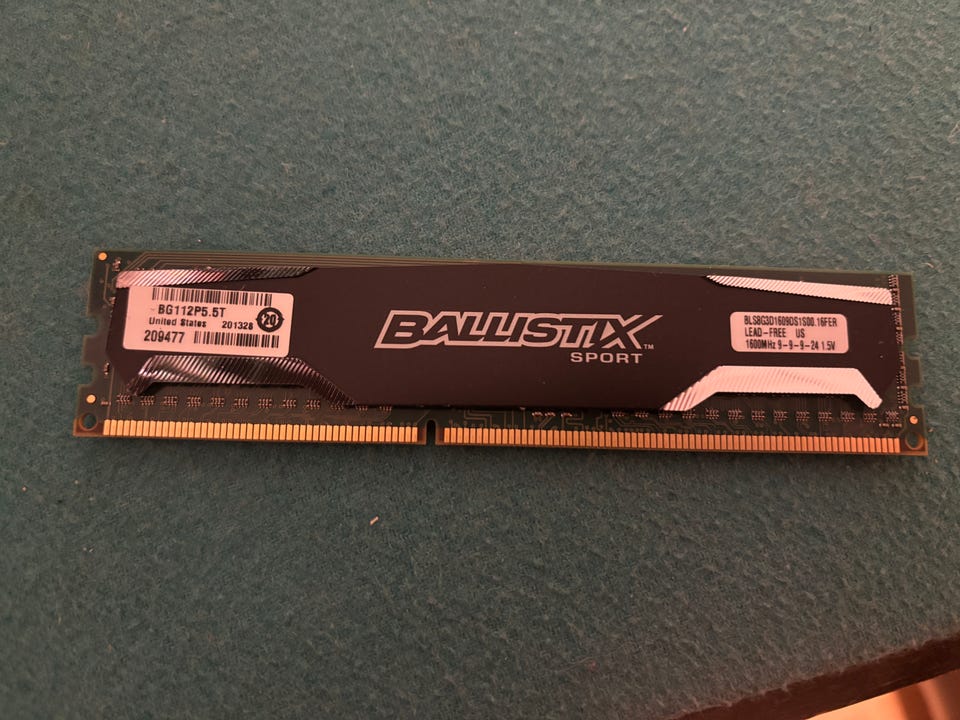 BG112P5.5T
United States 201328
20
209477
BALLISTIX™
SPORT
BLS8G3D1609DS1S00.16FER
LEAD-FREE US
1600MHz 9-9-9-24 1.5V